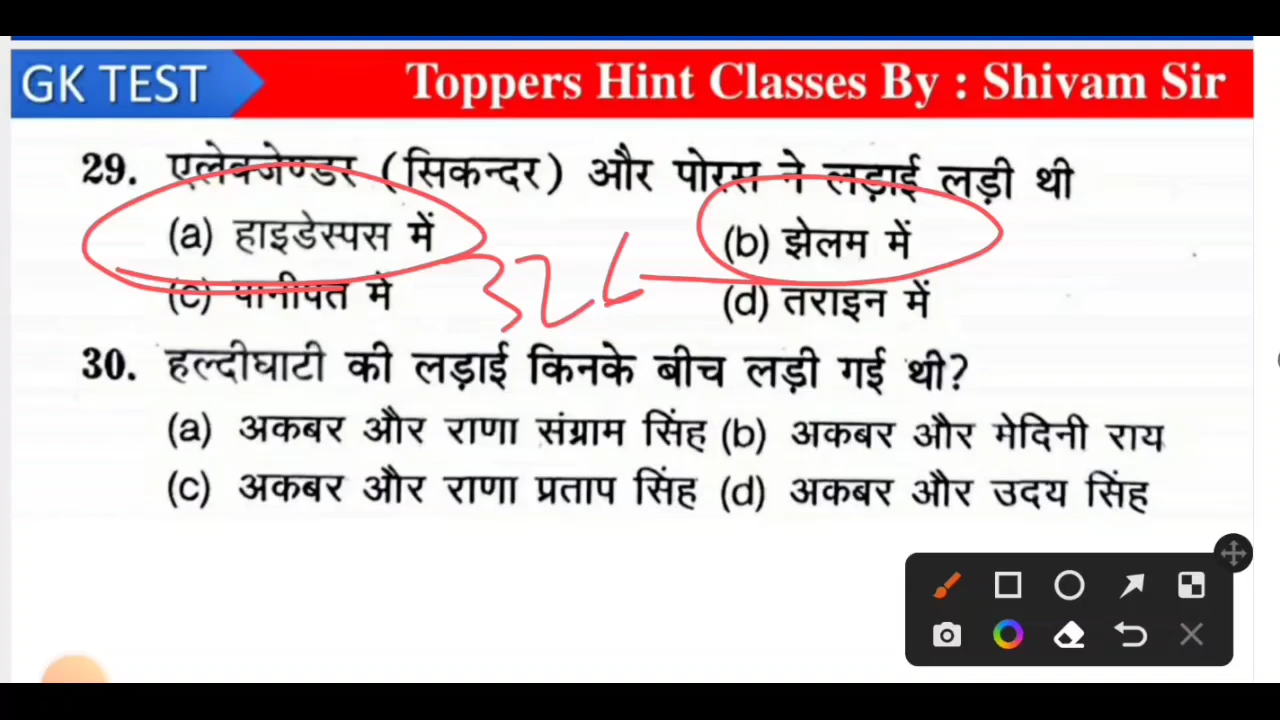 GK TEST
Toppers Hint Classes By : Shivam Sir
29. एलेक्जेण्डर (सिकन्दर) और पोरस ने लड़ाई लड़ी थी
(a) हाइडेस्पस में (b) झेलम में
326
(c) पानीपत में (d) तराइन में
30. हल्दीघाटी की लड़ाई किनके बीच लड़ी गई थी?
(a) अकबर और राणा संग्राम सिंह (b) अकबर और मेदिनी राय
(c) अकबर और राणा प्रताप सिंह (d) अकबर और उदय सिंह